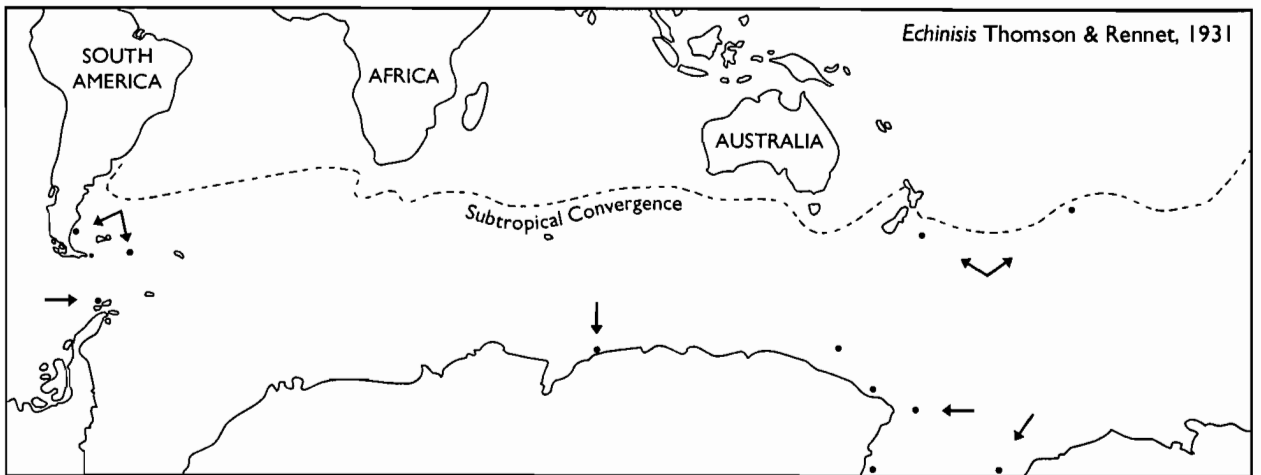 Echinisis Thomson & Rennet, 1931
SOUTH
AMERICA
AFRICA
AUSTRALIA
Subtropical Convergence